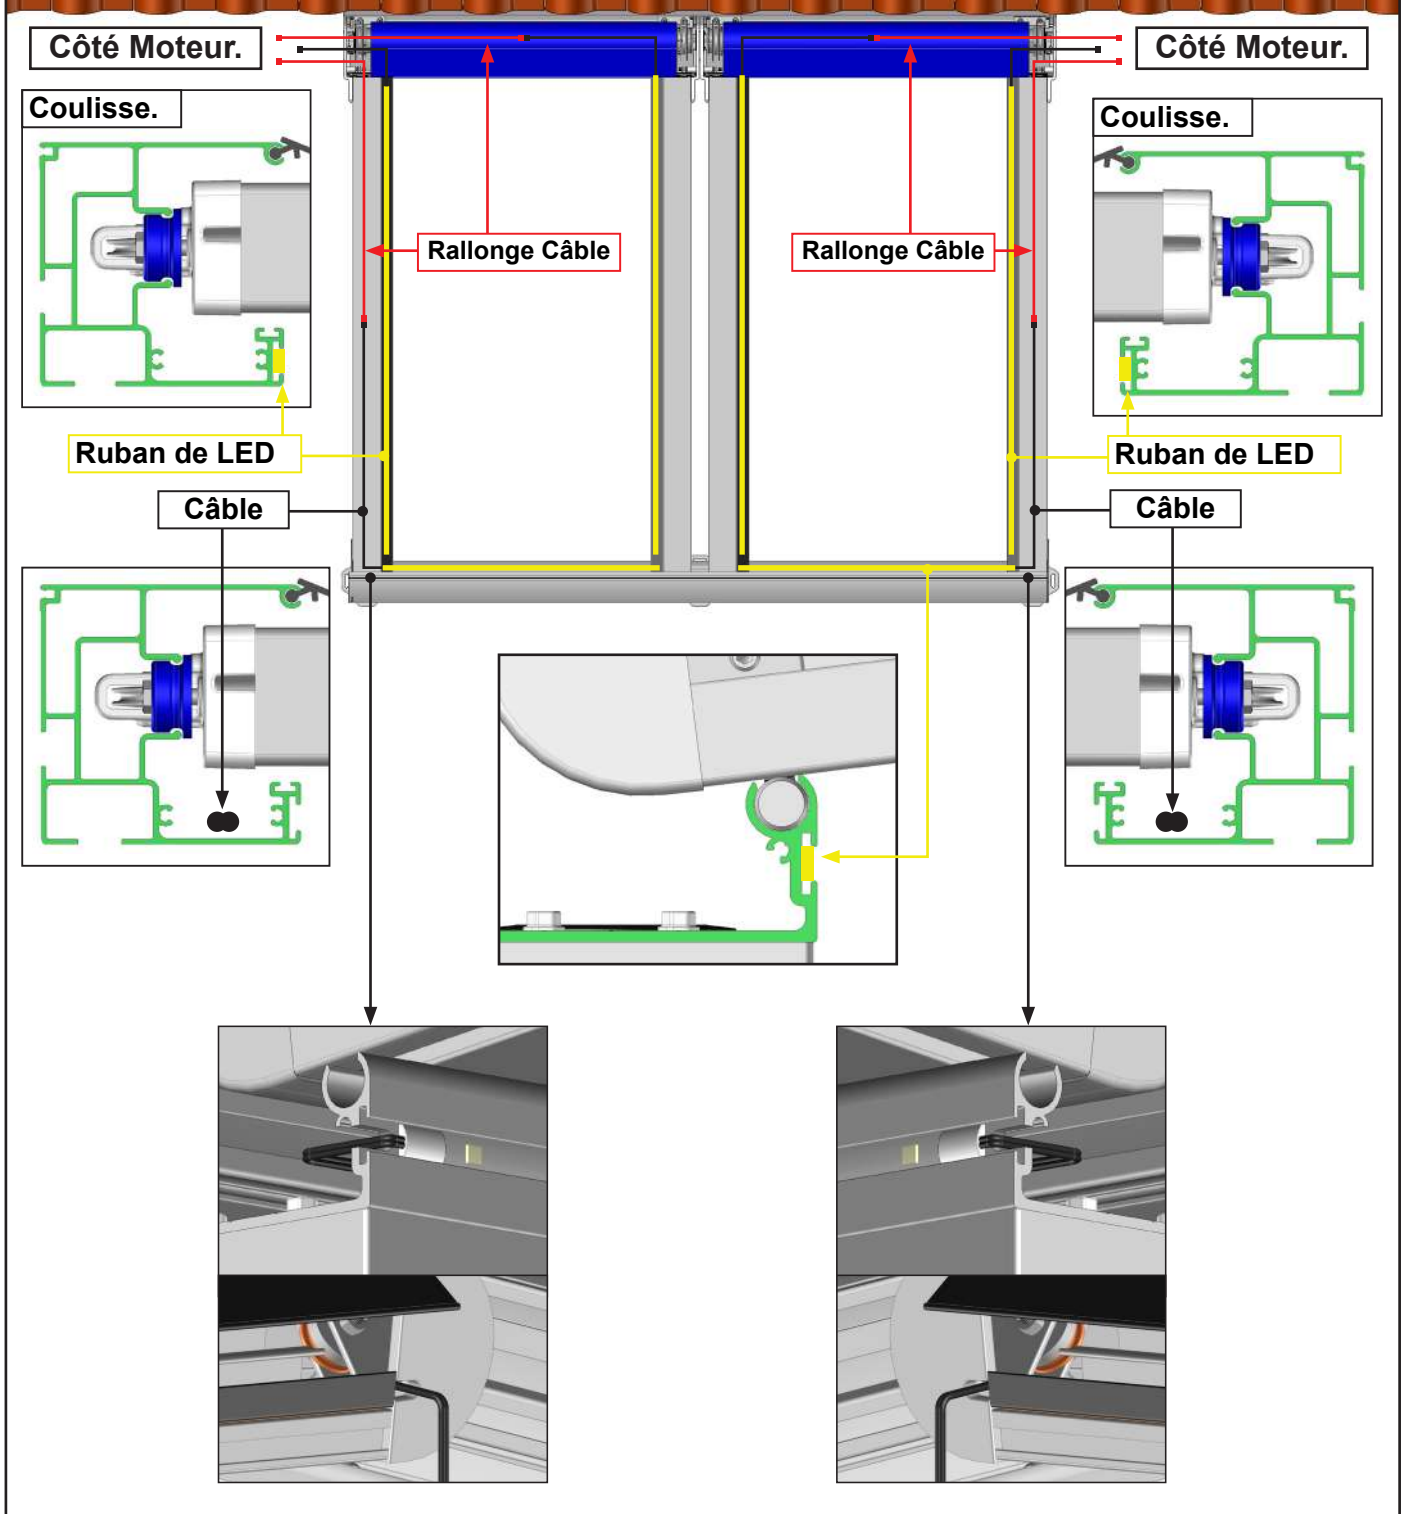 Côté Moteur.
Côté Moteur.
Coulisse.
Coulisse.
Rallonge Câble
Rallonge Câble
Ruban de LED
Ruban de LED
Câble
Câble